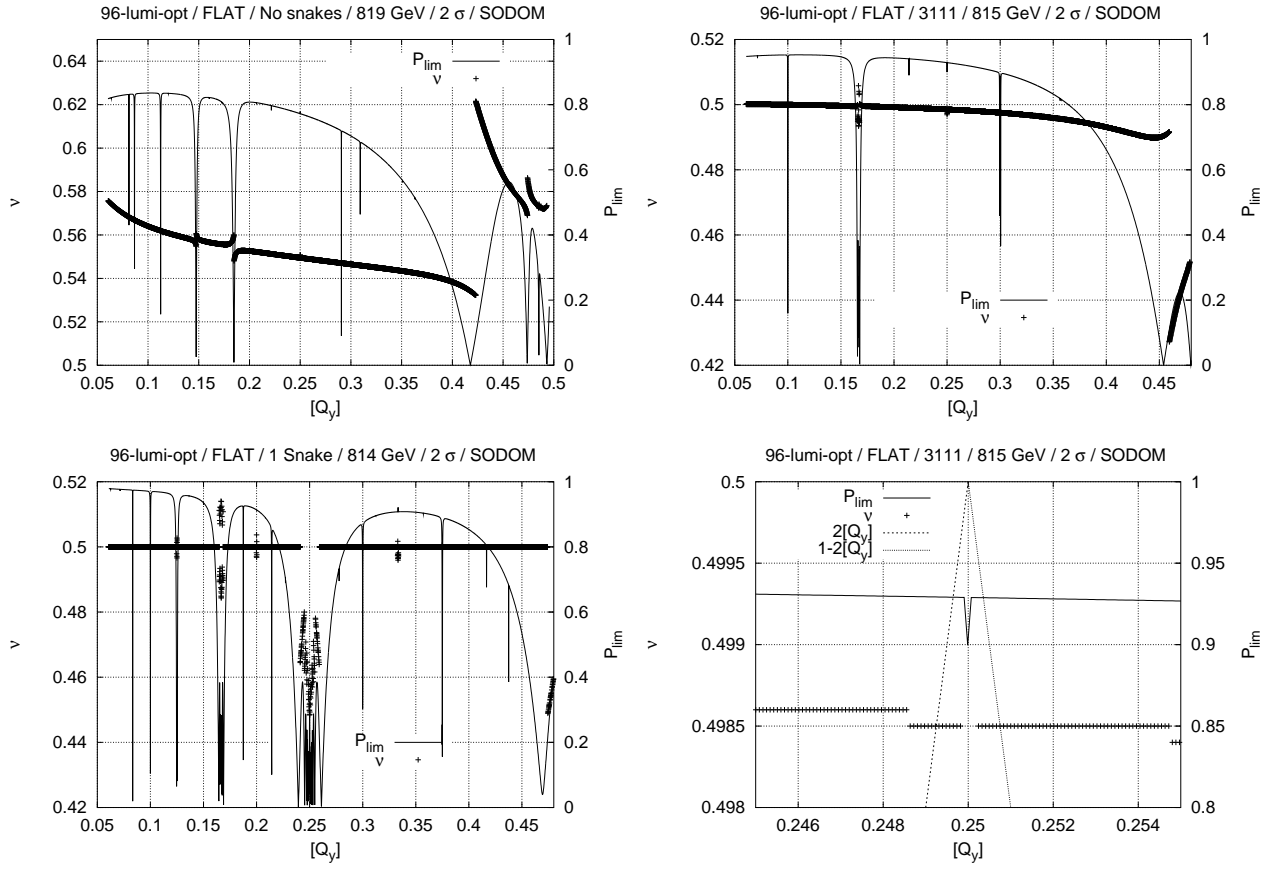 96-lumi-opt / FLAT / No snakes / 819 GeV / 2 σ / SODOM
P_lim
ν
0.64
0.62
0.6
0.58
0.56
0.54
0.52
0.5
ν
1
0.8
0.6
0.4
0.2
0
P_lim
0.05 0.1 0.15 0.2 0.25 0.3 0.35 0.4 0.45 0.5
[Q_y]
96-lumi-opt / FLAT / 3111 / 815 GeV / 2 σ / SODOM
P_lim
ν
0.52
0.5
0.48
0.46
0.44
0.42
ν
1
0.8
0.6
0.4
0.2
0
P_lim
0.05 0.1 0.15 0.2 0.25 0.3 0.35 0.4 0.45
[Q_y]
96-lumi-opt / FLAT / 1 Snake / 814 GeV / 2 σ / SODOM
P_lim
ν
0.52
0.5
0.48
0.46
0.44
0.42
ν
1
0.8
0.6
0.4
0.2
0
P_lim
0.05 0.1 0.15 0.2 0.25 0.3 0.35 0.4 0.45
[Q_y]
96-lumi-opt / FLAT / 3111 / 815 GeV / 2 σ / SODOM
P_lim
ν
2[Q_y]
1-2[Q_y]
0.5
0.4995
0.499
0.4985
0.498
ν
1
0.95
0.9
0.85
0.8
P_lim
0.246 0.248 0.25 0.252 0.254
[Q_y]